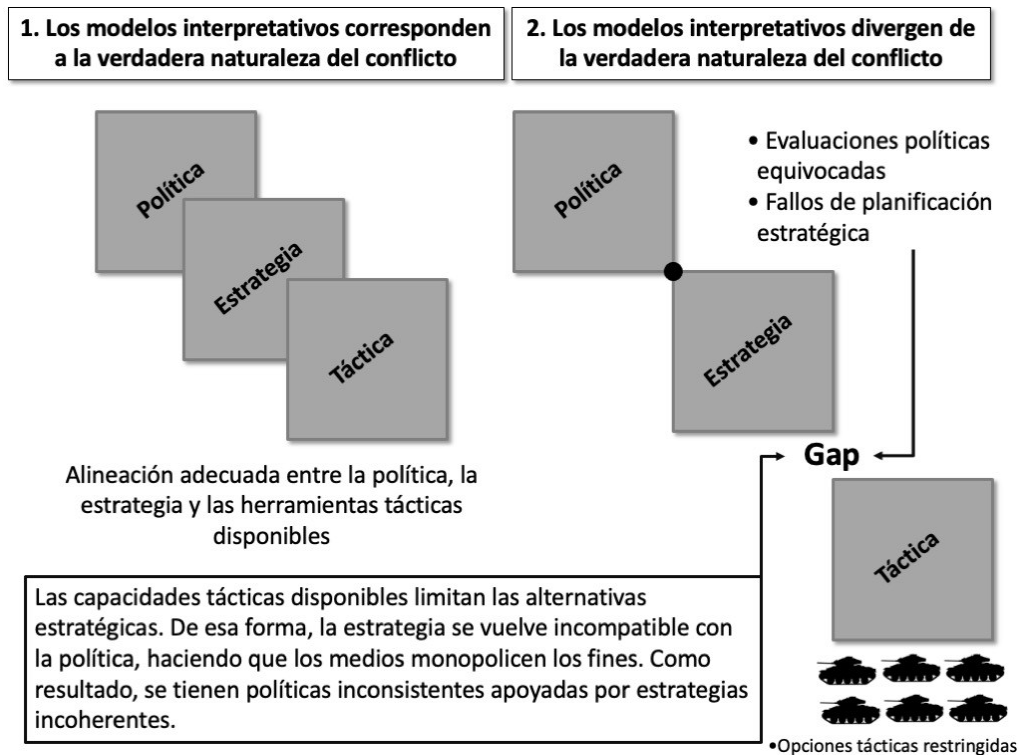 1. Los modelos interpretativos corresponden
a la verdadera naturaleza del conflicto
2. Los modelos interpretativos divergen de
la verdadera naturaleza del conflicto
Política
Estrategia
Táctica
Alineación adecuada entre la política, la
estrategia y las herramientas tácticas
disponibles
Política
Estrategia
• Evaluaciones políticas
equivocadas
• Fallos de planificación
estratégica
Gap
Táctica
Las capacidades tácticas disponibles limitan las alternativas
estratégicas. De esa forma, la estrategia se vuelve incompatible con
la política, haciendo que los medios monopolicen los fines. Como
resultado, se tienen políticas inconsistentes apoyadas por estrategias
incoherentes.
•Opciones tácticas restringidas